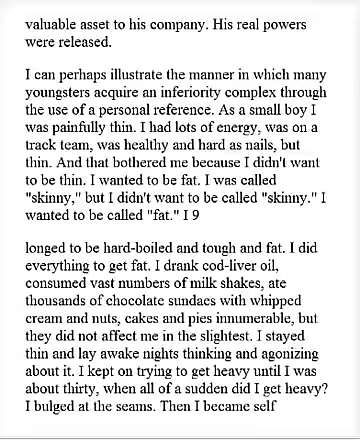 valuable asset to his company. His real powers
were released.
I can perhaps illustrate the manner in which many
youngsters acquire an inferiority complex through
the use of a personal reference. As a small boy I
was painfully thin. I had lots of energy, was on a
track team, was healthy and hard as nails, but
thin. And that bothered me because I didn't want
to be thin. I wanted to be fat. I was called
"skinny," but I didn't want to be called "skinny." I
wanted to be called "fat." I 9
longed to be hard-boiled and tough and fat. I did
everything to get fat. I drank cod-liver oil,
consumed vast numbers of milk shakes, ate
thousands of chocolate sundaes with whipped
cream and nuts, cakes and pies innumerable, but
they did not affect me in the slightest. I stayed
thin and lay awake nights thinking and agonizing
about it. I kept on trying to get heavy until I was
about thirty, when all of a sudden did I get heavy?
I bulged at the seams. Then I became self